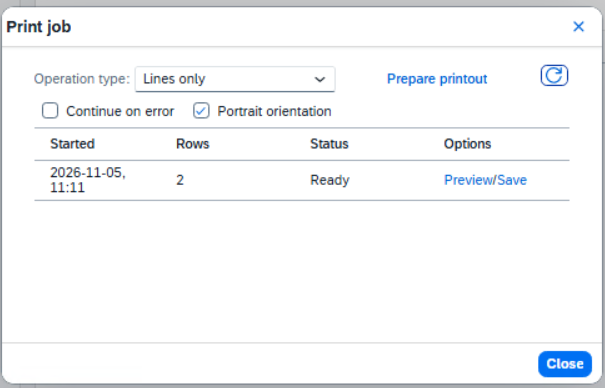 Print job
Operation type: Lines only Prepare printout
Continue on error Portrait orientation
Started Rows Status Options
2026-11-05,
11:11 2 Ready Preview/Save
Close